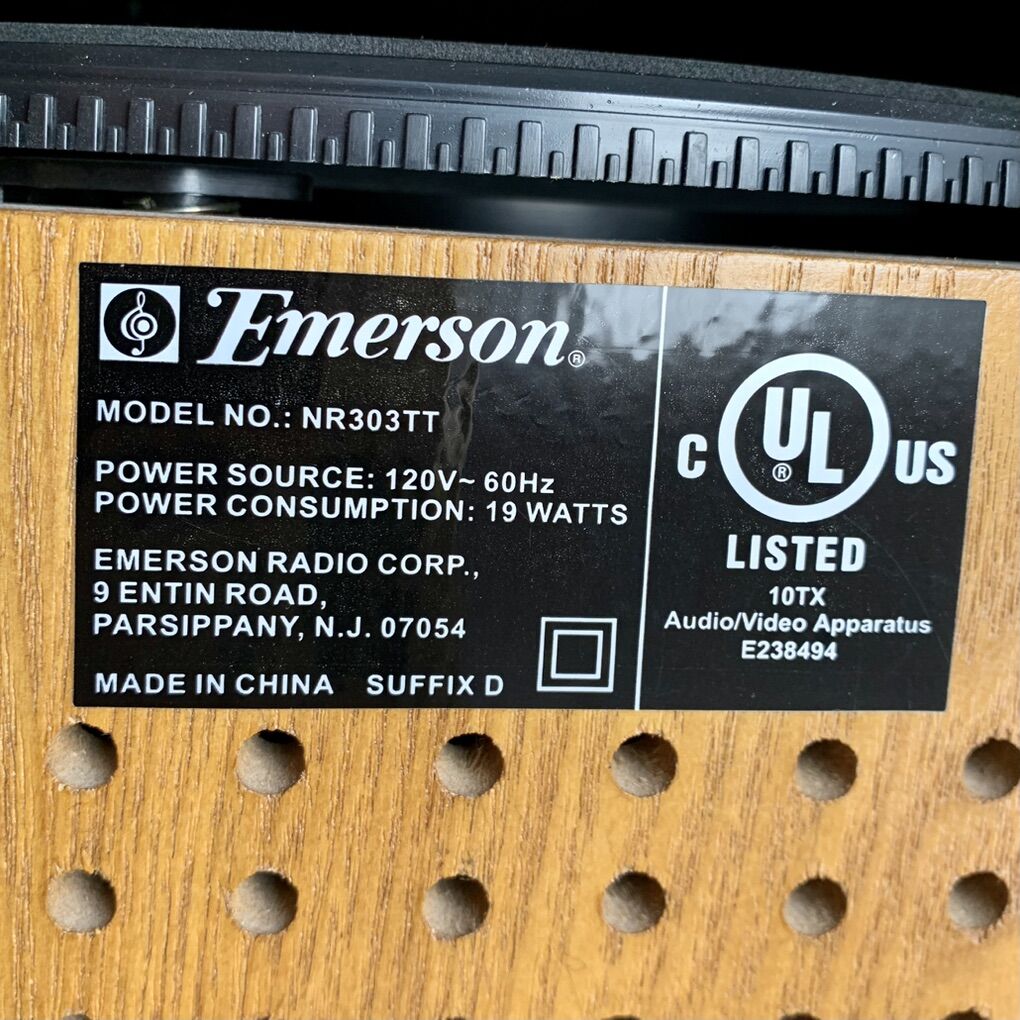 Emerson®
MODEL NO.: NR303TT
POWER SOURCE: 120V~ 60Hz
POWER CONSUMPTION: 19 WATTS
EMERSON RADIO CORP.,
9 ENTIN ROAD,
PARSIPPANY, N.J. 07054
MADE IN CHINA SUFFIX D
C UL® US
LISTED
10TX
Audio/Video Apparatus
E238494